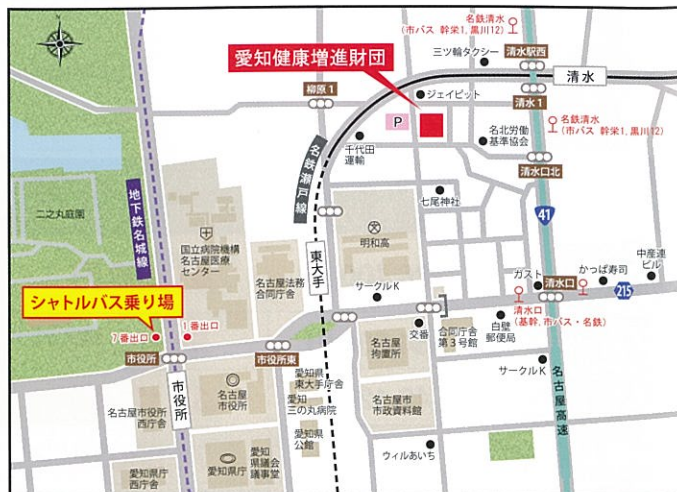 名鉄清水
(市バス 幹栄1, 黒川12)
三ツ輪タクシー
清水駅西
愛知健康増進財団
清水
柳原1
ジェイピット
清水1
P
名鉄清水
(市バス 幹栄1, 黒川12)
名北労働
基準協会
千代田
運輸
清水口北
名鉄瀬戸線
七尾神社
41
地下鉄名城線
二之丸庭園
国立病院機構
名古屋医療
センター
明和高
東大手
名古屋法務
合同庁舎
サークルK
ガスト
清水口
かっぱ寿司
中産連
ビル
215
シャトルバス乗り場
7番出口
1番出口
清水口
(基幹, 市バス・名鉄)
交番
合同庁舎
第3号館
白壁
郵便局
市役所
市役所東
名古屋
拘置所
サークルK
市役所
名古屋市役所
西庁舎
名古屋
市役所
愛知県
東大手庁舎
愛知
三の丸病院
愛知県
公館
名古屋市
市政資料館
名古屋高速
愛知県庁
西庁舎
愛知県庁
愛知
県議会
議事堂
ウィルあいち